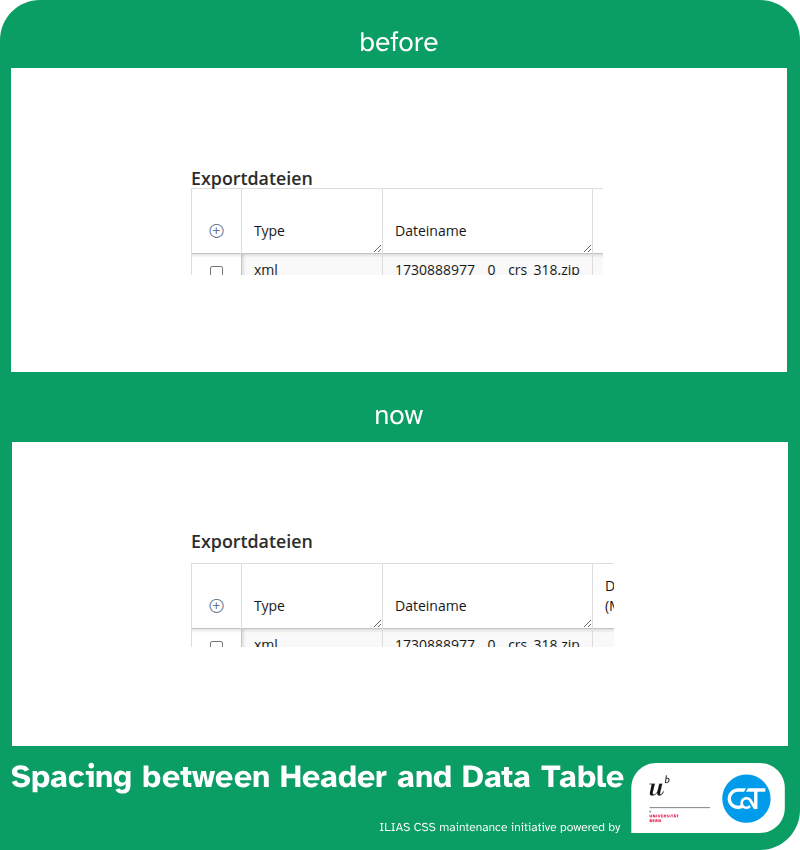 before
Exportdateien
Type Dateiname
xml 1730888977__0__crs_318.zip
now
Exportdateien
D
Type Dateiname (M
xml 1730888977__0__crs_318.zip
Spacing between Header and Data Table
ILIAS CSS maintenance initiative powered by
u b
UNIVERSITÄT
BERN
CaT